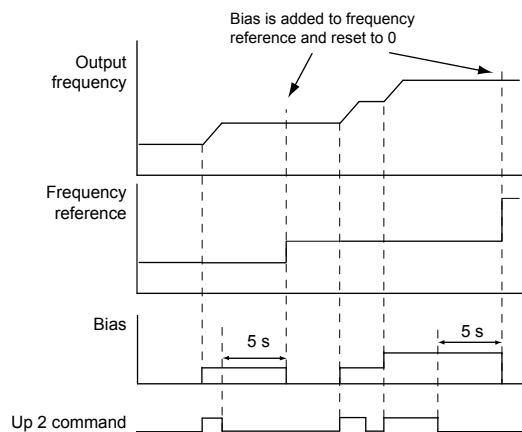 Bias is added to frequency
reference and reset to 0
Output
frequency
Frequency
reference
Bias
5 s
5 s
Up 2 command